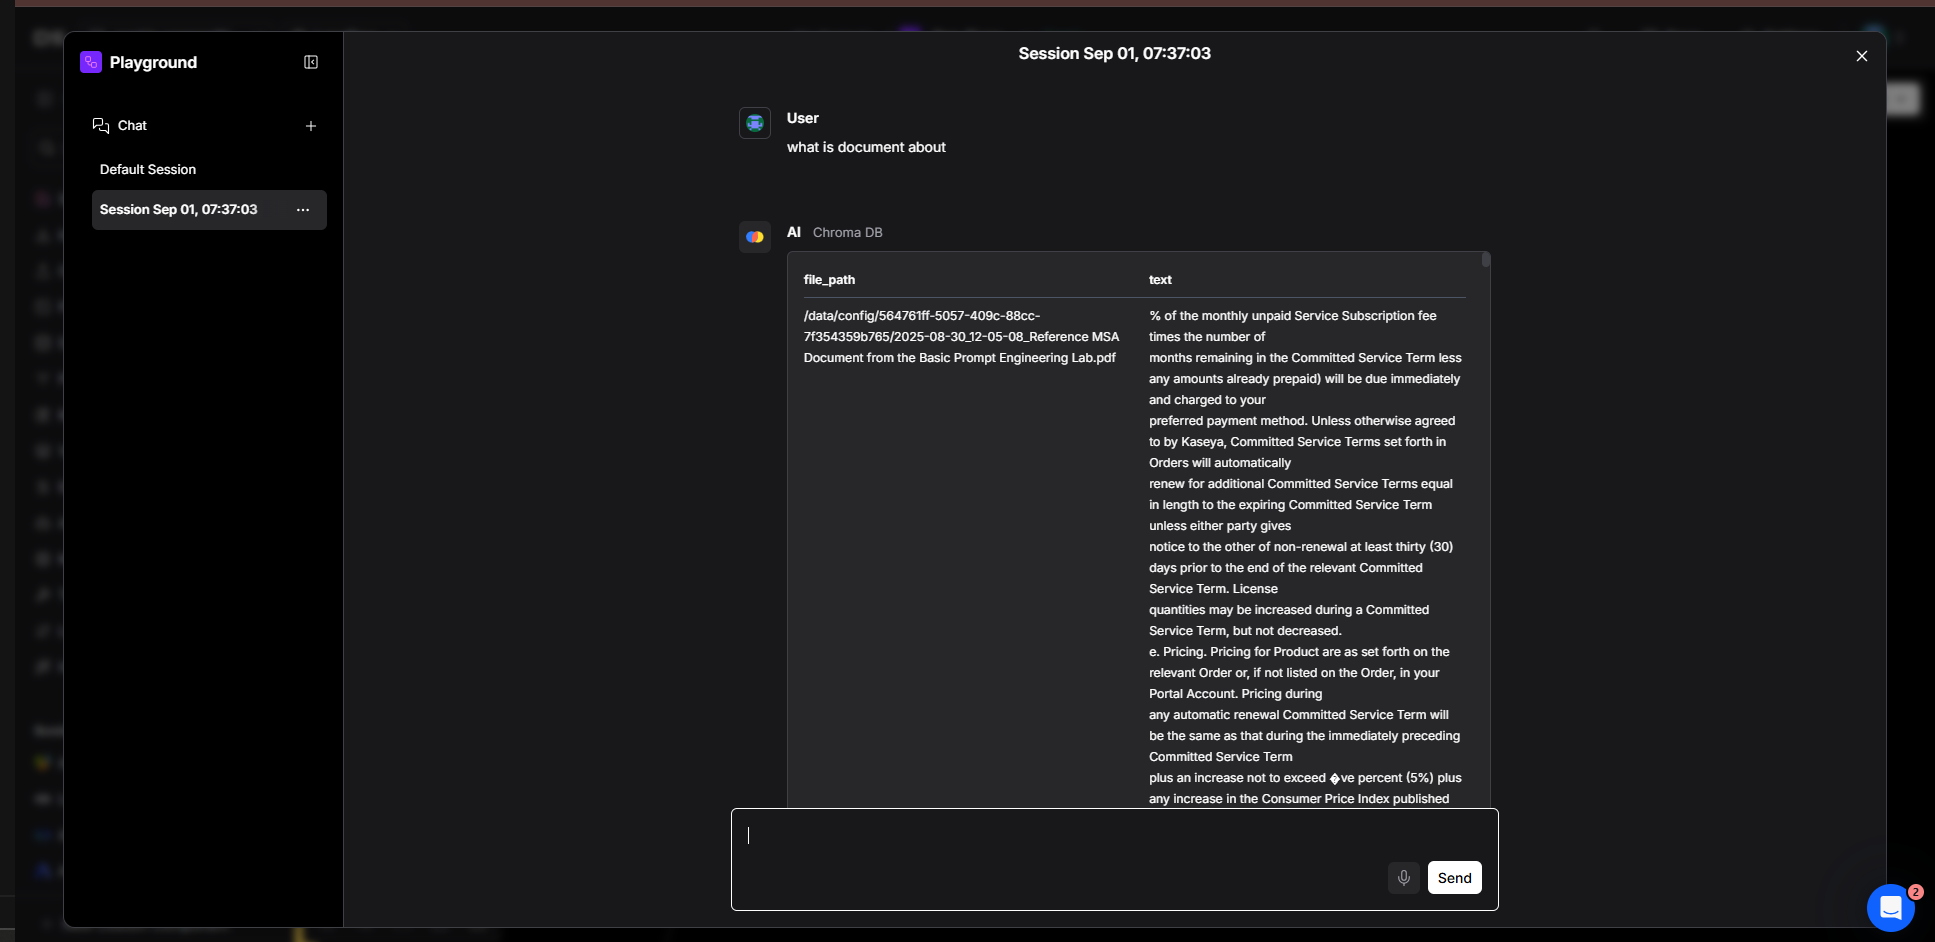 Playground
Session Sep 01, 07:37:03
Chat
Default Session
Session Sep 01, 07:37:03
User
what is document about
AI Chroma DB
file_path text
/data/config/564761ff-5057-409c-88cc-
7f354359b765/2025-08-30_12-05-08_Reference MSA
Document from the Basic Prompt Engineering Lab.pdf
% of the monthly unpaid Service Subscription fee
times the number of
months remaining in the Committed Service Term less
any amounts already prepaid) will be due immediately
and charged to your
preferred payment method. Unless otherwise agreed
to by Kaseya, Committed Service Terms set forth in
Orders will automatically
renew for additional Committed Service Terms equal
in length to the expiring Committed Service Term
unless either party gives
notice to the other of non-renewal at least thirty (30)
days prior to the end of the relevant Committed
Service Term. License
quantities may be increased during a Committed
Service Term, but not decreased.
e. Pricing. Pricing for Product are as set forth on the
relevant Order or, if not listed on the Order, in your
Portal Account. Pricing during
any automatic renewal Committed Service Term will
be the same as that during the immediately preceding
Committed Service Term
plus an increase not to exceed �ve percent (5%) plus
any increase in the Consumer Price Index published
Send
2